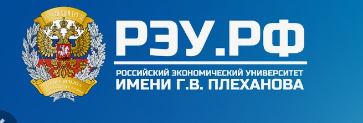 РЭУ.РФ
РОССИЙСКИЙ ЭКОНОМИЧЕСКИЙ УНИВЕРСИТЕТ
ИМЕНИ Г.В. ПЛЕХАНОВА